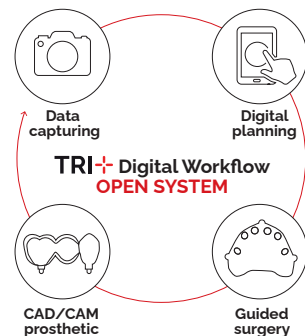 Data
capturing
Digital
planning
TRI+ Digital Workflow
OPEN SYSTEM
CAD/CAM
prosthetic
Guided
surgery